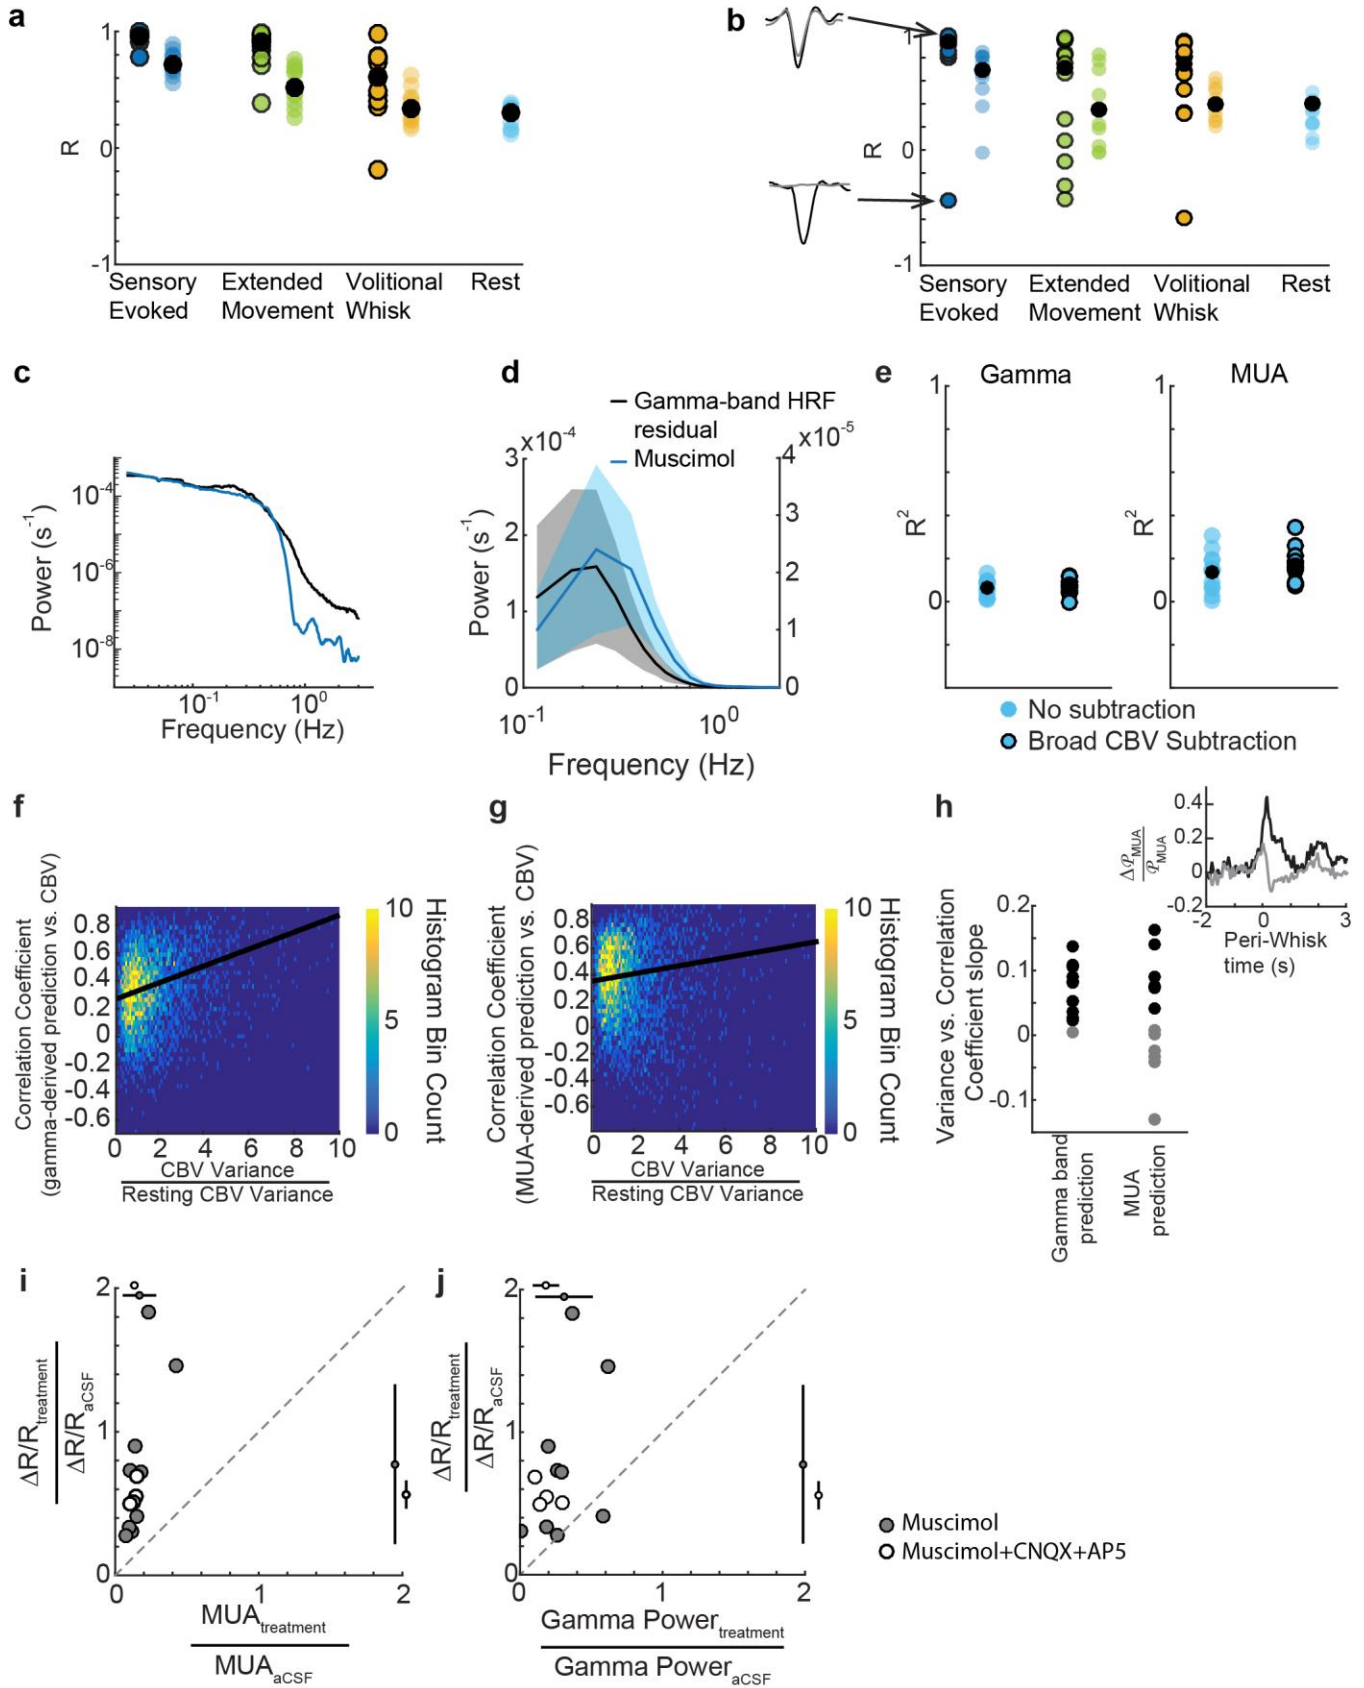 a
1
0
-1
R
Sensory Evoked
Extended Movement
Volitional Whisk
Rest
b
1
0
-1
R
Sensory Evoked
Extended Movement
Volitional Whisk
Rest
c
Power (s⁻¹)
10⁻⁴
10⁻⁶
10⁻⁸
10⁻¹
10⁰
Frequency (Hz)
d
Gamma-band HRF
residual
Muscimol
x10⁻⁴
x10⁻⁵
3
2
1
0
4
3
2
1
0
Power (s⁻¹)
10⁻¹
10⁰
Frequency (Hz)
e
Gamma
MUA
1
0
R²
1
0
R²
No subtraction
Broad CBV Subtraction
f
Correlation Coefficient
(gamma-derived prediction vs. CBV)
0.8
0.6
0.4
0.2
0
-0.2
-0.4
-0.6
0 2 4 6 8 10
CBV Variance
Resting CBV Variance
10
5
0
Histogram Bin Count
g
Correlation Coefficient
(MUA-derived prediction vs. CBV)
0.8
0.6
0.4
0.2
0
-0.2
-0.4
-0.6
0 2 4 6 8 10
CBV Variance
Resting CBV Variance
10
5
0
Histogram Bin Count
h
Variance vs. Correlation
Coefficient slope
0.2
0.1
0
-0.1
Gamma band
prediction
MUA
prediction
ΔP_MUA
P_MUA
0.4
0.2
0
-0.2
-2 0 3
Peri-Whisk
time (s)
i
ΔR/R_treatment
ΔR/R_aCSF
2
1
0
0 1 2
MUA_treatment
MUA_aCSF
j
ΔR/R_treatment
ΔR/R_aCSF
2
1
0
0 1 2
Gamma Power_treatment
Gamma Power_aCSF
Muscimol
Muscimol+CNQX+AP5